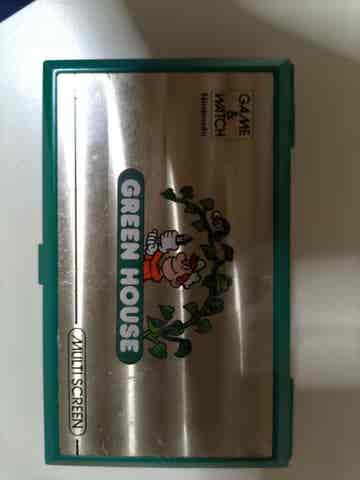 GAME
&
WATCH
Nintendo
GREEN HOUSE
MULTI SCREEN